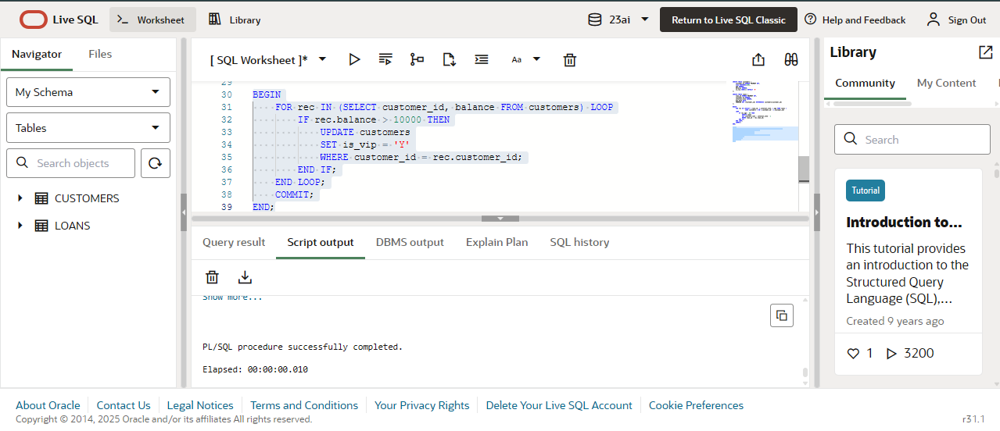 Live SQL
Worksheet
Library
23ai
Return to Live SQL Classic
Help and Feedback
Sign Out
Navigator
Files
My Schema
Tables
Search objects
CUSTOMERS
LOANS
[ SQL Worksheet ]*
Aa
29
30 BEGIN
31 FOR rec IN (SELECT customer_id, balance FROM customers) LOOP
32 IF rec.balance > 10000 THEN
33 UPDATE customers
34 SET is_vip = 'Y'
35 WHERE customer_id = rec.customer_id;
36 END IF;
37 END LOOP;
38 COMMIT;
39 END;
Query result
Script output
DBMS output
Explain Plan
SQL history
Show more...
PL/SQL procedure successfully completed.
Elapsed: 00:00:00.010
Library
Community
My Content
Search
Tutorial
Introduction to...
This tutorial provides
an introduction to the
Structured Query
Language (SQL),...
Created 9 years ago
1
3200
About Oracle
Contact Us
Legal Notices
Terms and Conditions
Your Privacy Rights
Delete Your Live SQL Account
Cookie Preferences
Copyright © 2014, 2025 Oracle and/or its affiliates All rights reserved.
r31.1